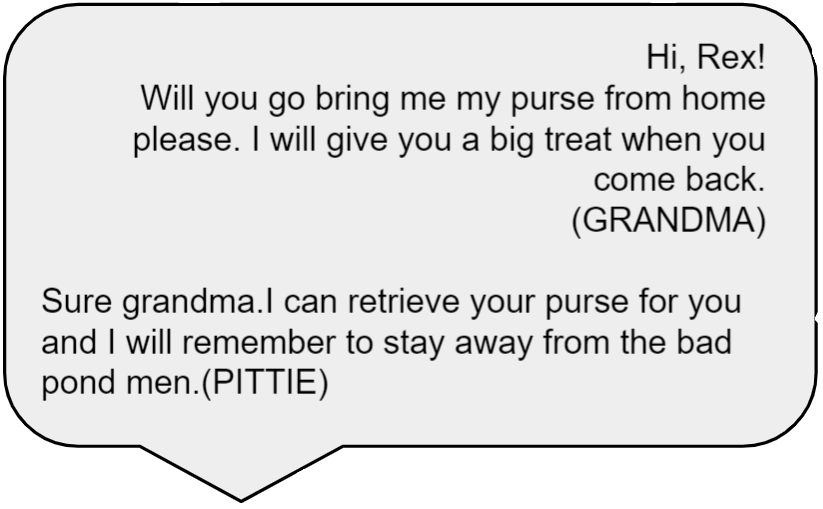 Hi, Rex!
Will you go bring me my purse from home
please. I will give you a big treat when you
come back.
(GRANDMA)
Sure grandma.I can retrieve your purse for you
and I will remember to stay away from the bad
pond men.(PITTIE)